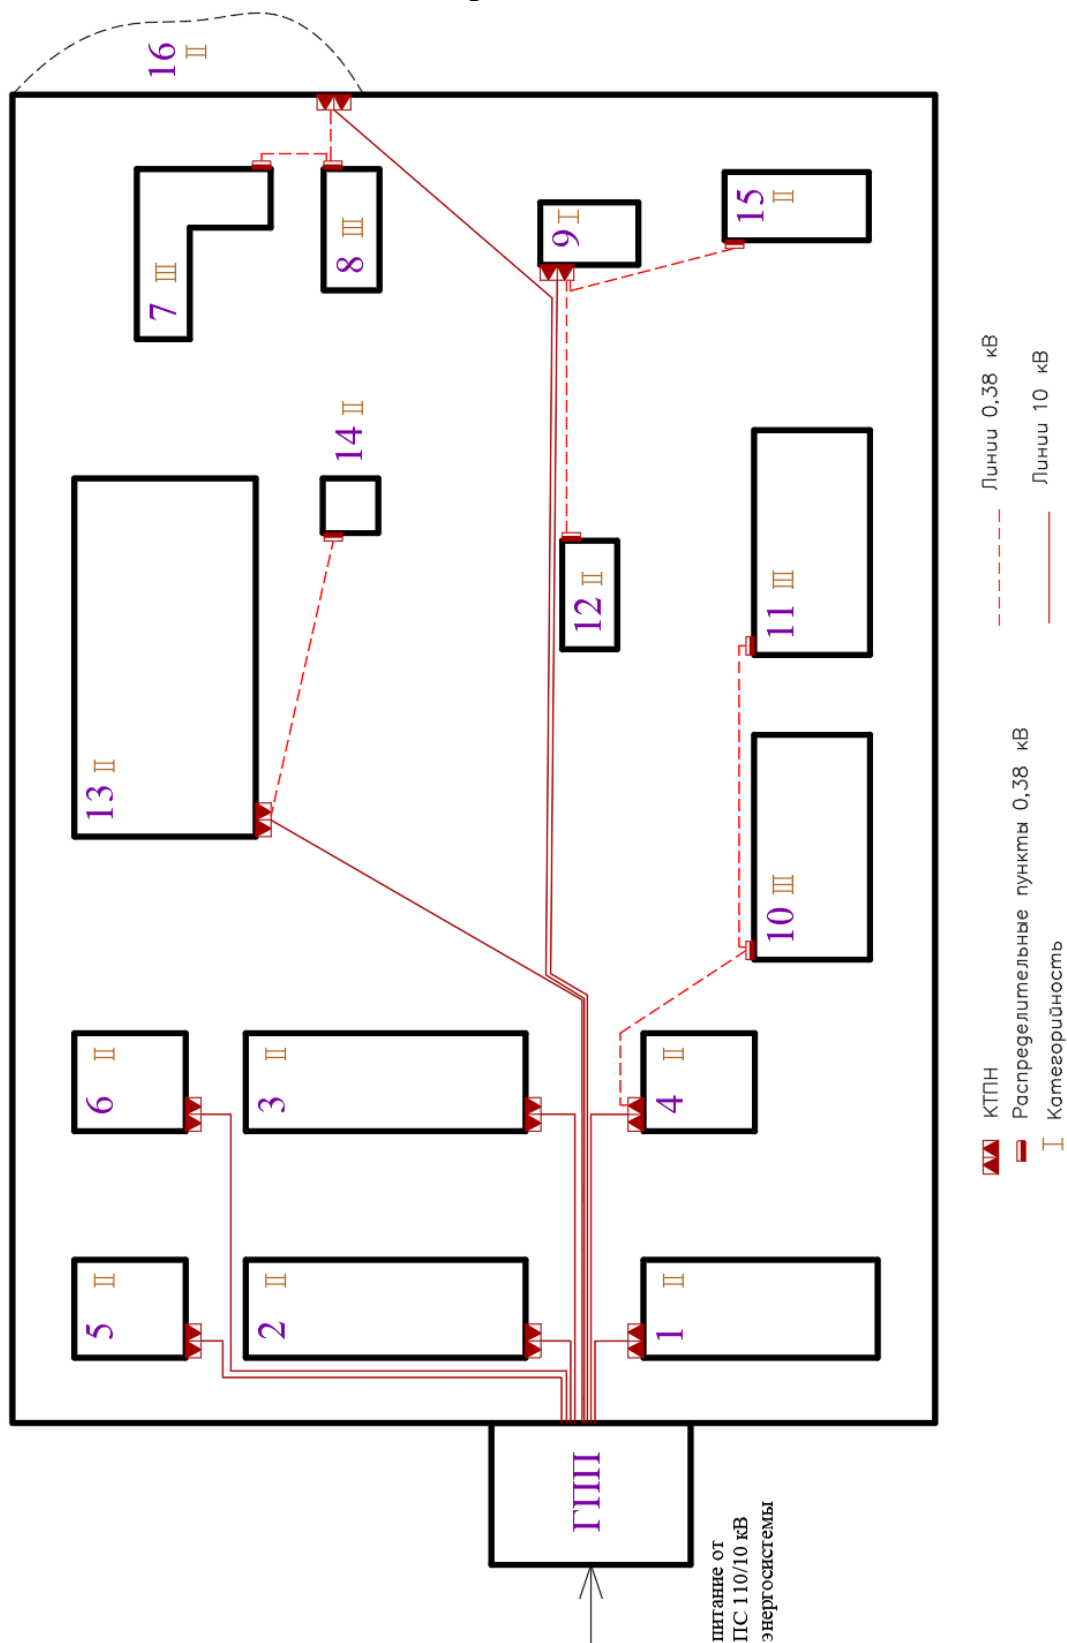 16 II
7 III
8 III
9 I
15 II
14 II
13 II
12 II
11 III
10 III
6 II
3 II
4 II
5 II
2 II
1 II
ГПП
питание от
ПС 110/10 кВ
энергосистемы
Линии 0,38 кВ
Линии 10 кВ
КТПН
Распределительные пункты 0,38 кВ
I Категорийность